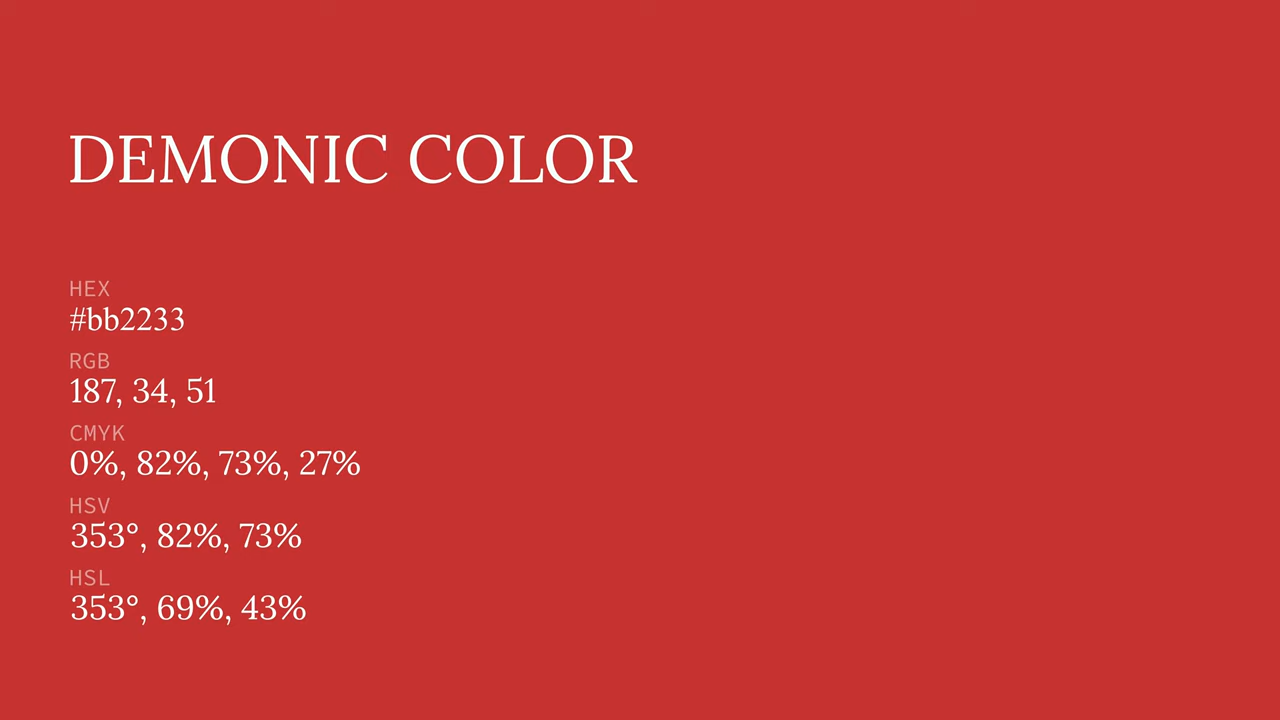 DEMONIC COLOR
HEX
#bb2233
RGB
187, 34, 51
CMYK
0%, 82%, 73%, 27%
HSV
353°, 82%, 73%
HSL
353°, 69%, 43%